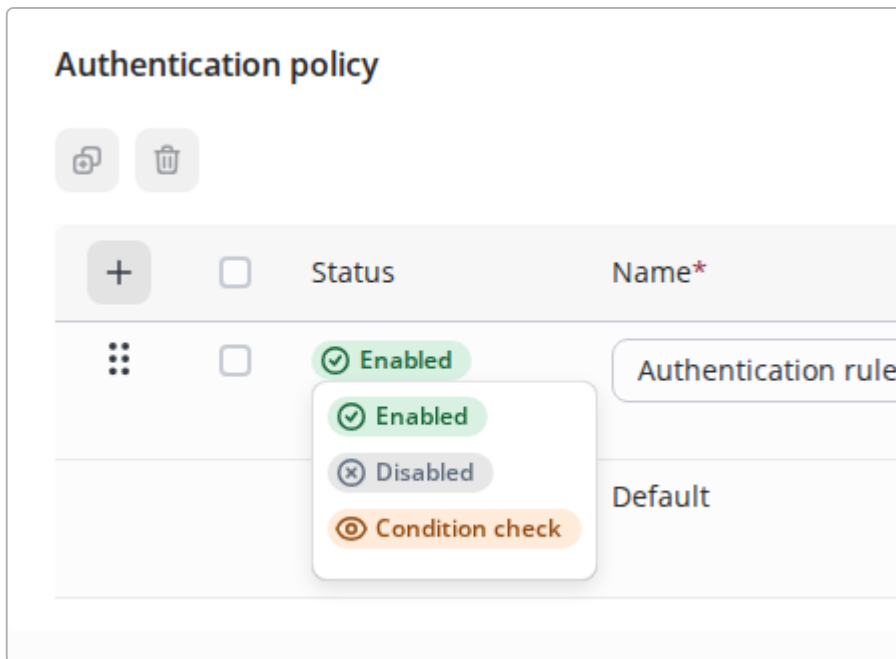 Authentication policy
Status Name*
Enabled Authentication rule
Enabled
Disabled
Default
Condition check